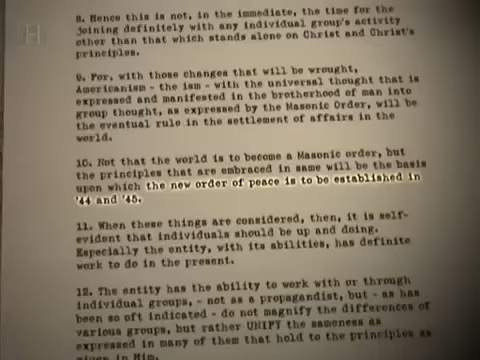 H
8. Hence this is not, in the immediate, the time for the
joining definitely with any individual group's activity
other than that which stands alone on Christ and Christ's
principles.
9. For, with those changes that will be wrought,
Americanism - the ism - with the universal thought that is
expressed and manifested in the brotherhood of man into
group thought, as expressed by the Masonic Order, will be
the eventual rule in the settlement of affairs in the
world.
10. Not that the world is to become a Masonic order, but
the principles that are embraced in same will be the basis
upon which the new order of peace is to be established in
'44 and '45.
11. When these things are considered, then, it is self-
evident that individuals should be up and doing.
Especially the entity, with its abilities, has definite
work to do in the present.
12. The entity has the ability to work with or through
individual groups, - not as a propagandist, but - as has
been so oft indicated - do not magnify the differences of
various groups, but rather UNIFY the sameness as
expressed in many of them that hold to the principles as
given in Him.